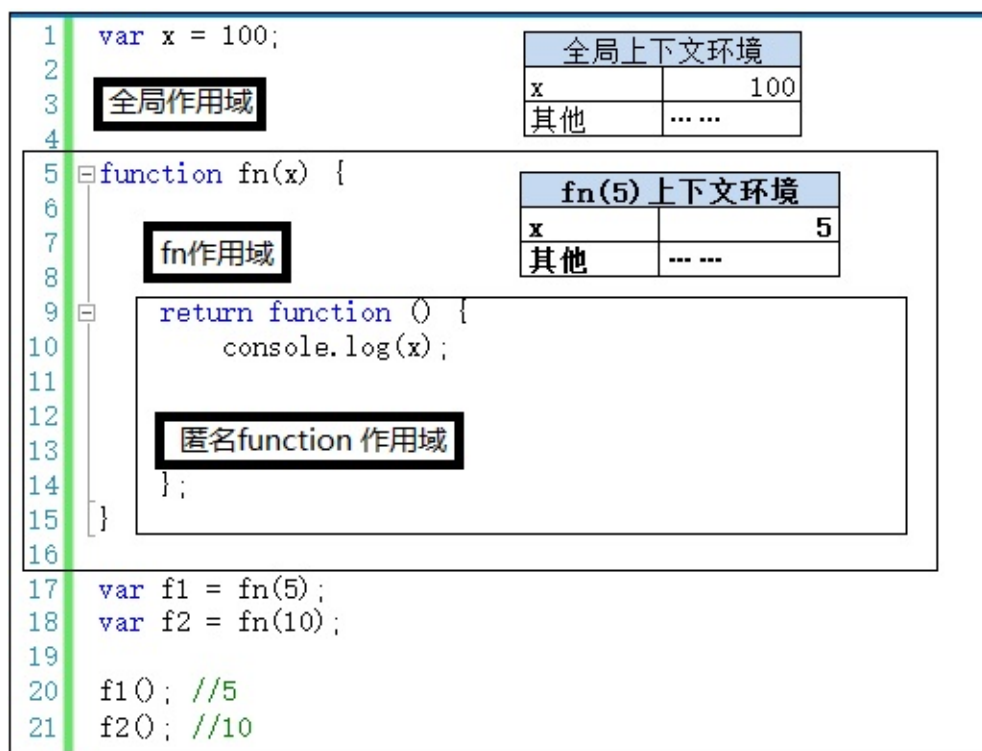 1 var x = 100;
全局上下文环境
2
x 100
3 全局作用域
其他 ... ...
4
5 function fn(x) {
fn(5)上下文环境
6
x 5
7 fn作用域
其他 ... ...
8
9 return function () {
10 console.log(x);
11
12
13 匿名function 作用域
14 };
15 }
16
17 var f1 = fn(5);
18 var f2 = fn(10);
19
20 f1(); //5
21 f2(); //10